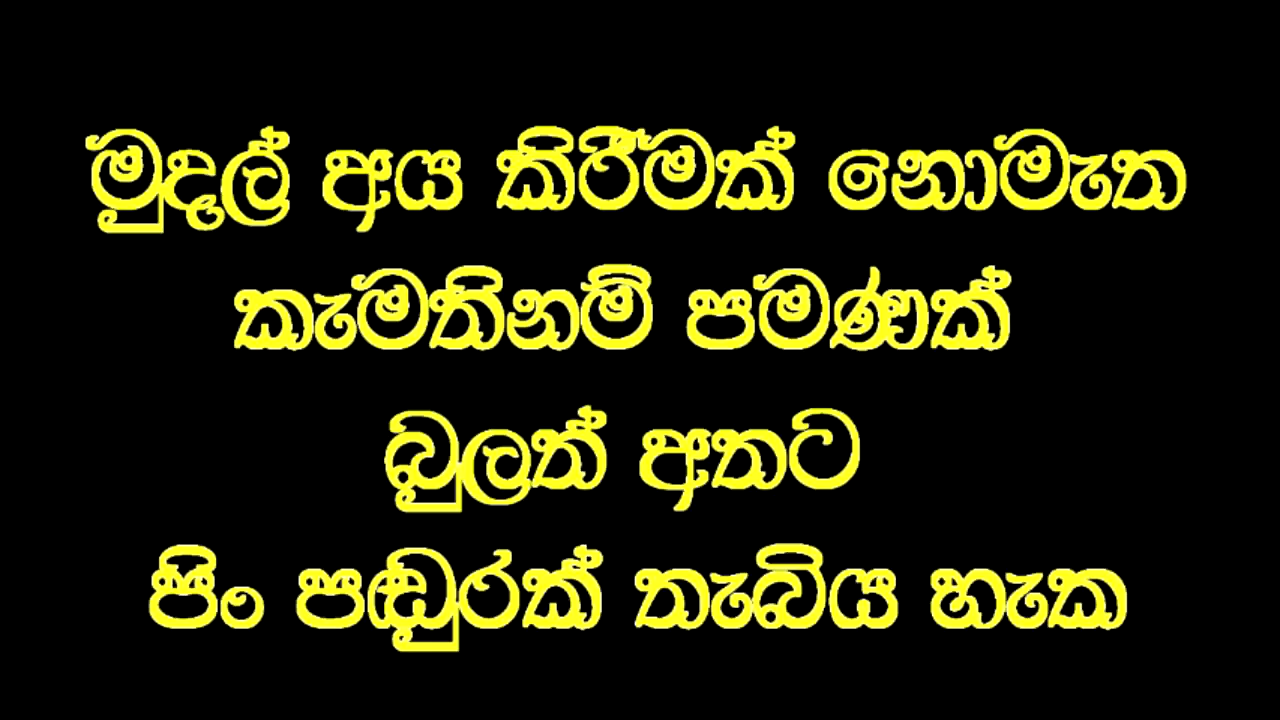 මුදල් අය කිරීමක් නොමැත
කැමතිනම් පමණක්
බුලත් අතට
පිං පඬුරක් තැබිය හැක